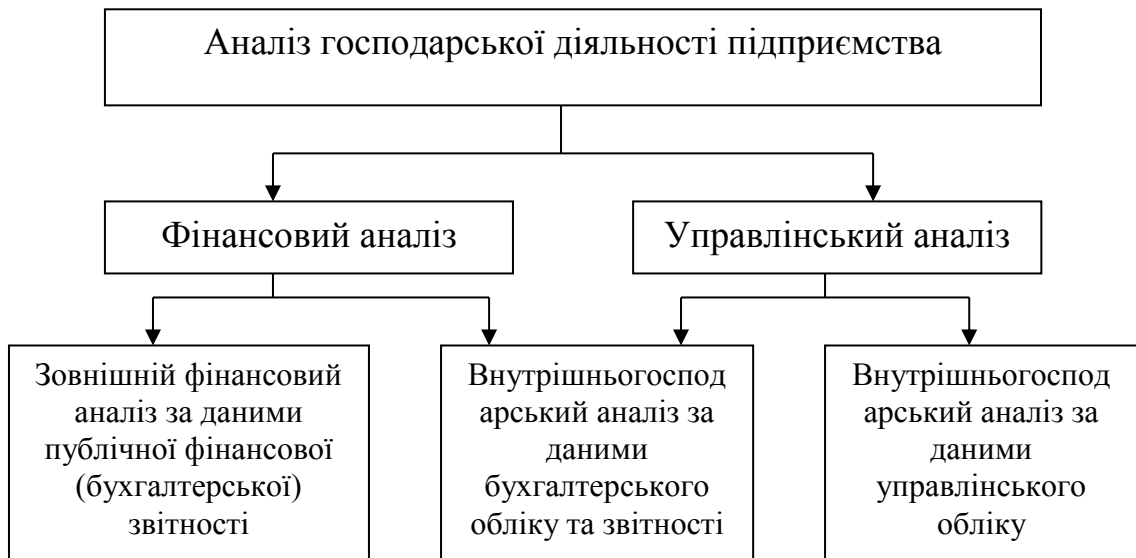 Аналіз господарської діяльності підприємства
Фінансовий аналіз
Управлінський аналіз
Зовнішній фінансовий
аналіз за даними
публічної фінансової
(бухгалтерської)
звітності
Внутрішньогоспод
арський аналіз за
даними
бухгалтерського
обліку та звітності
Внутрішньогоспод
арський аналіз за
даними
управлінського
обліку